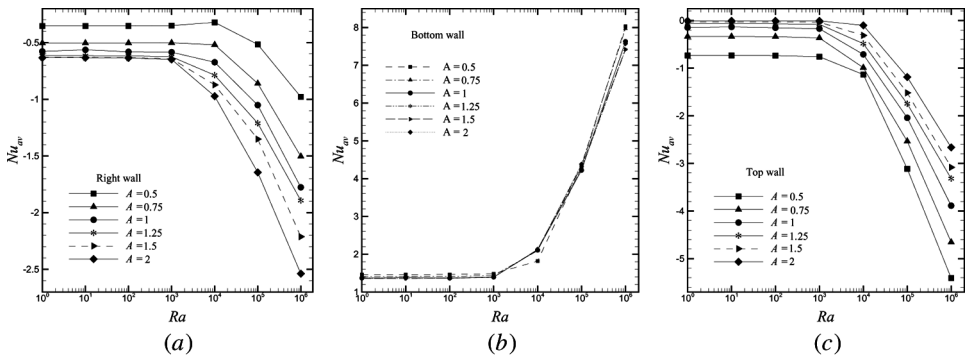 -0.5
-1
-1.5
-2
-2.5
Nu_av
Right wall
A = 0.5
A = 0.75
A = 1
A = 1.25
A = 1.5
A = 2
10^0 10^1 10^2 10^3 10^4 10^5 10^6
Ra
(a)
8
7
6
5
4
3
2
1
Nu_av
Bottom wall
A = 0.5
A = 0.75
A = 1
A = 1.25
A = 1.5
A = 2
10^0 10^1 10^2 10^3 10^4 10^5 10^6
Ra
(b)
0
-1
-2
-3
-4
-5
Nu_av
Top wall
A = 0.5
A = 0.75
A = 1
A = 1.25
A = 1.5
A = 2
10^0 10^1 10^2 10^3 10^4 10^5 10^6
Ra
(c)